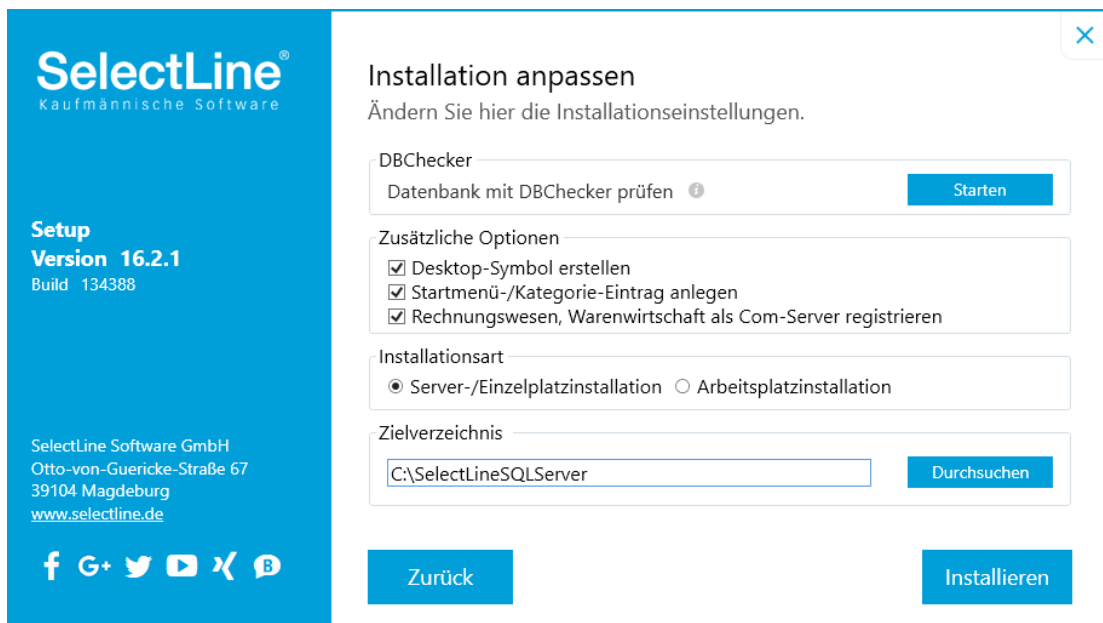 SelectLine®
Kaufmännische Software
Setup
Version 16.2.1
Build 134388
SelectLine Software GmbH
Otto-von-Guericke-Straße 67
39104 Magdeburg
www.selectline.de
Installation anpassen
Ändern Sie hier die Installationseinstellungen.
DBChecker
Datenbank mit DBChecker prüfen
Starten
Zusätzliche Optionen
Desktop-Symbol erstellen
Startmenü-/Kategorie-Eintrag anlegen
Rechnungswesen, Warenwirtschaft als Com-Server registrieren
Installationsart
Server-/Einzelplatzinstallation Arbeitsplatzinstallation
Zielverzeichnis
C:\SelectLineSQLServer
Durchsuchen
Zurück
Installieren